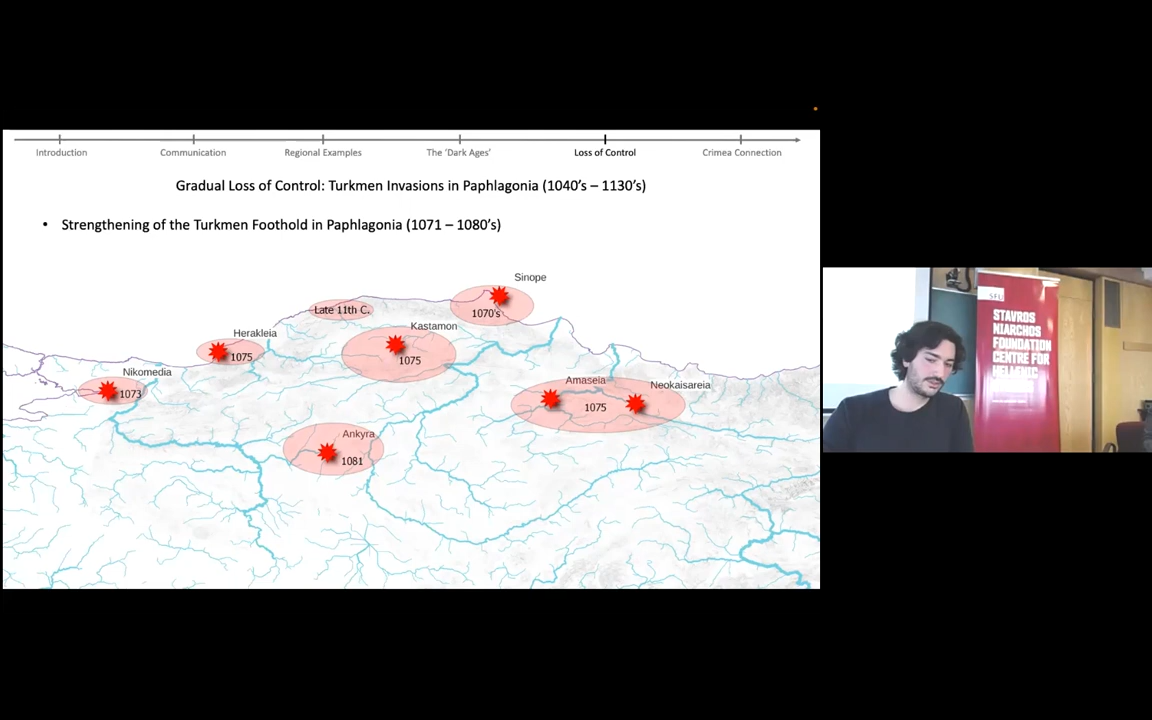 Introduction
Communication
Regional Examples
The 'Dark Ages'
Loss of Control
Crimea Connection
Gradual Loss of Control: Turkmen Invasions in Paphlagonia (1040's – 1130's)
• Strengthening of the Turkmen Foothold in Paphlagonia (1071 – 1080's)
Sinope
Late 11th C.
1070's
Kastamon
Herakleia
1075
1075
Nikomedia
1073
Amaseia
Neokaisareia
1075
Ankyra
1081
SFU
STAVROS
NIARCHOS
FOUNDATION
CENTRE FOR
HELLENIC